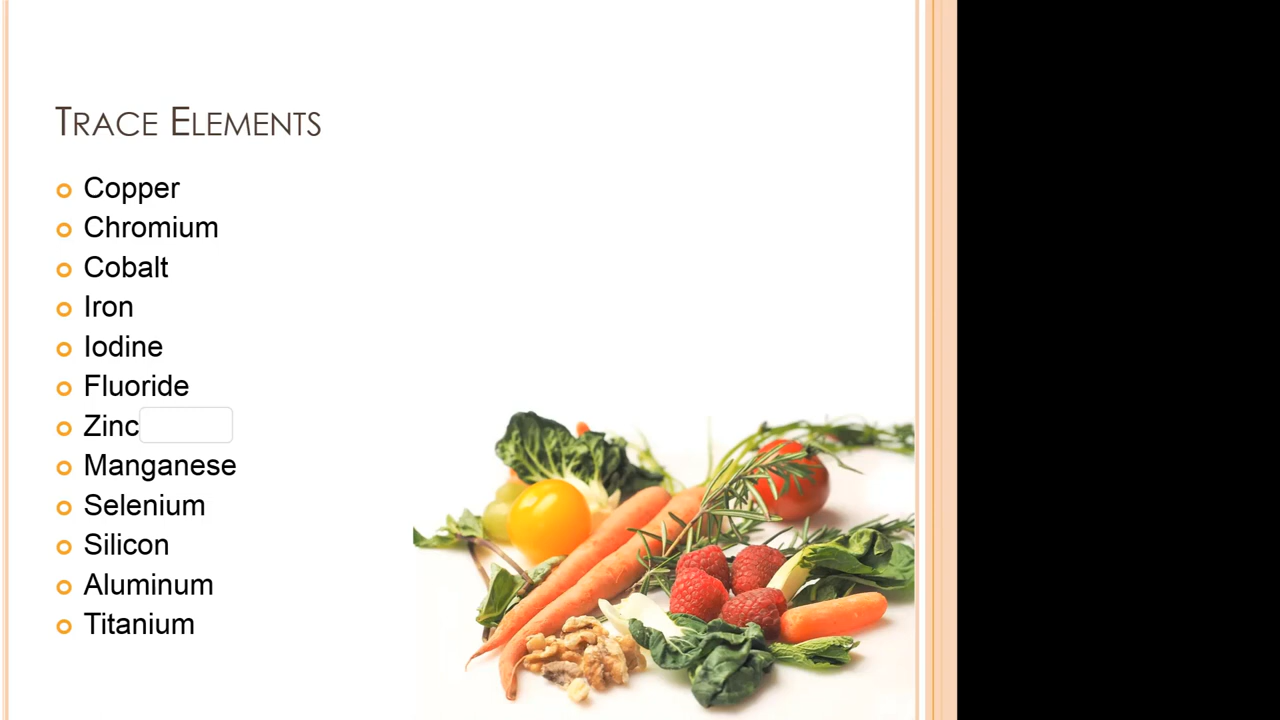 Trace Elements
Copper
Chromium
Cobalt
Iron
Iodine
Fluoride
Zinc
Manganese
Selenium
Silicon
Aluminum
Titanium